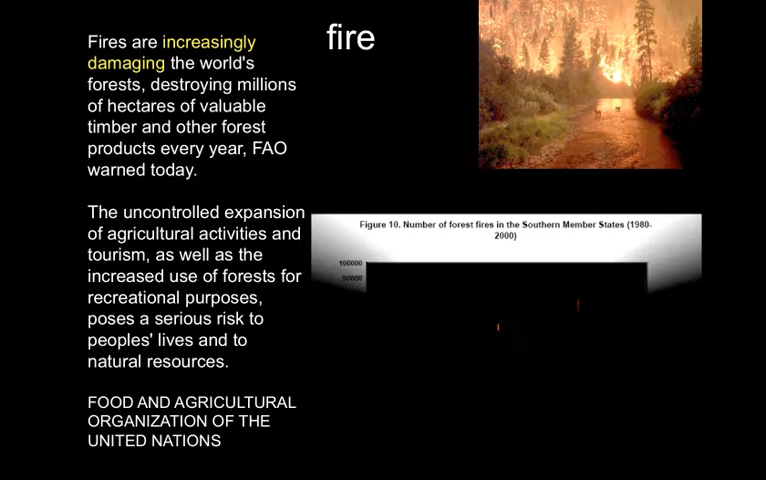 fire
Fires are increasingly
damaging the world's
forests, destroying millions
of hectares of valuable
timber and other forest
products every year, FAO
warned today.
The uncontrolled expansion
of agricultural activities and
tourism, as well as the
increased use of forests for
recreational purposes,
poses a serious risk to
peoples' lives and to
natural resources.
FOOD AND AGRICULTURAL
ORGANIZATION OF THE
UNITED NATIONS
Figure 10. Number of forest fires in the Southern Member States (1980-
2000)
100000
90000